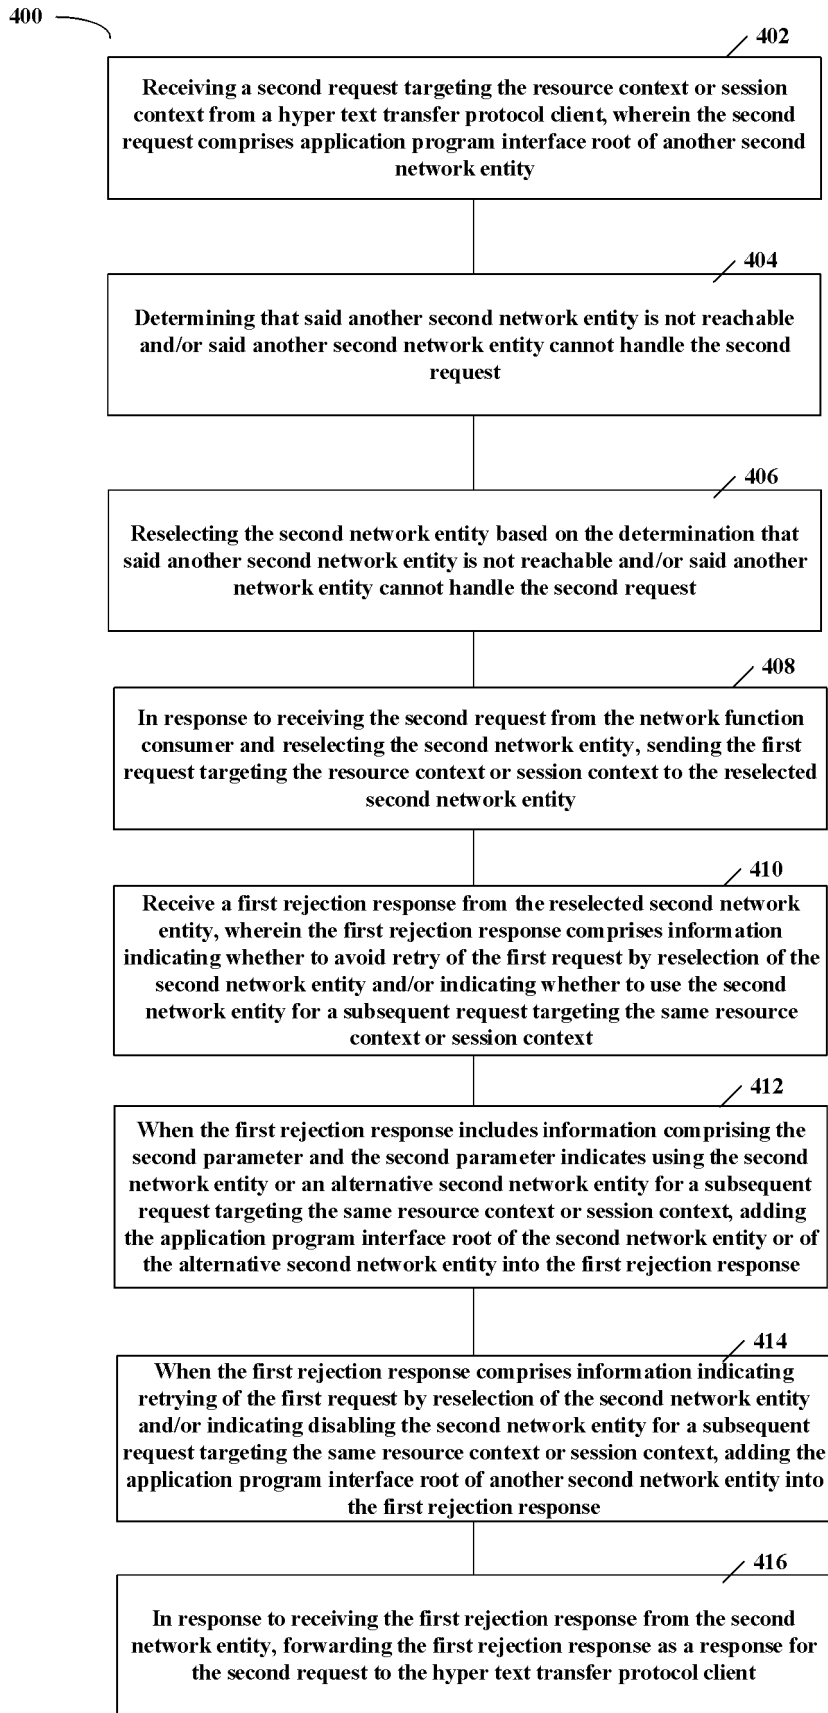 400
402
Receiving a second request targeting the resource context or session
context from a hyper text transfer protocol client, wherein the second
request comprises application program interface root of another second
network entity
404
Determining that said another second network entity is not reachable
and/or said another second network entity cannot handle the second
request
406
Reselecting the second network entity based on the determination that
said another second network entity is not reachable and/or said another
network entity cannot handle the second request
408
In response to receiving the second request from the network function
consumer and reselecting the second network entity, sending the first
request targeting the resource context or session context to the reselected
second network entity
410
Receive a first rejection response from the reselected second network
entity, wherein the first rejection response comprises information
indicating whether to avoid retry of the first request by reselection of the
second network entity and/or indicating whether to use the second
network entity for a subsequent request targeting the same resource
context or session context
412
When the first rejection response includes information comprising the
second parameter and the second parameter indicates using the second
network entity or an alternative second network entity for a subsequent
request targeting the same resource context or session context, adding
the application program interface root of the second network entity or of
the alternative second network entity into the first rejection response
414
When the first rejection response comprises information indicating
retrying of the first request by reselection of the second network entity
and/or indicating disabling the second network entity for a subsequent
request targeting the same resource context or session context, adding the
application program interface root of another second network entity into
the first rejection response
416
In response to receiving the first rejection response from the second
network entity, forwarding the first rejection response as a response for
the second request to the hyper text transfer protocol client